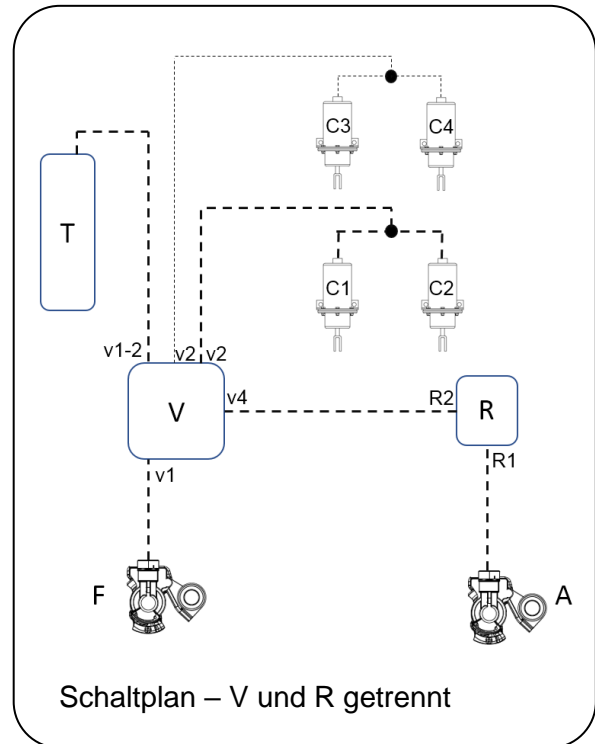 C3 C4
T
C1 C2
v1-2 v2 v2
V v4 R2 R
v1 R1
F A
Schaltplan – V und R getrennt